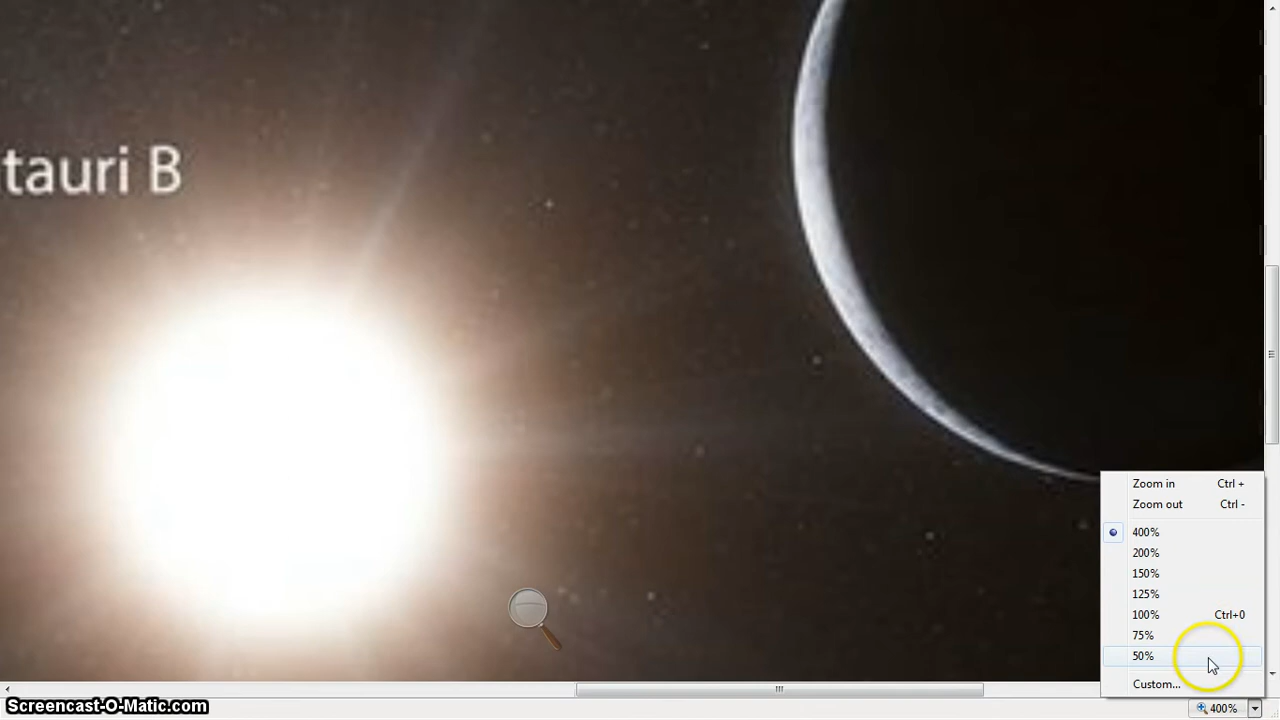 tauri B
Zoom in Ctrl +
Zoom out Ctrl -
400%
200%
150%
125%
100% Ctrl+0
75%
50%
Custom...
Screencast-O-Matic.com
400%